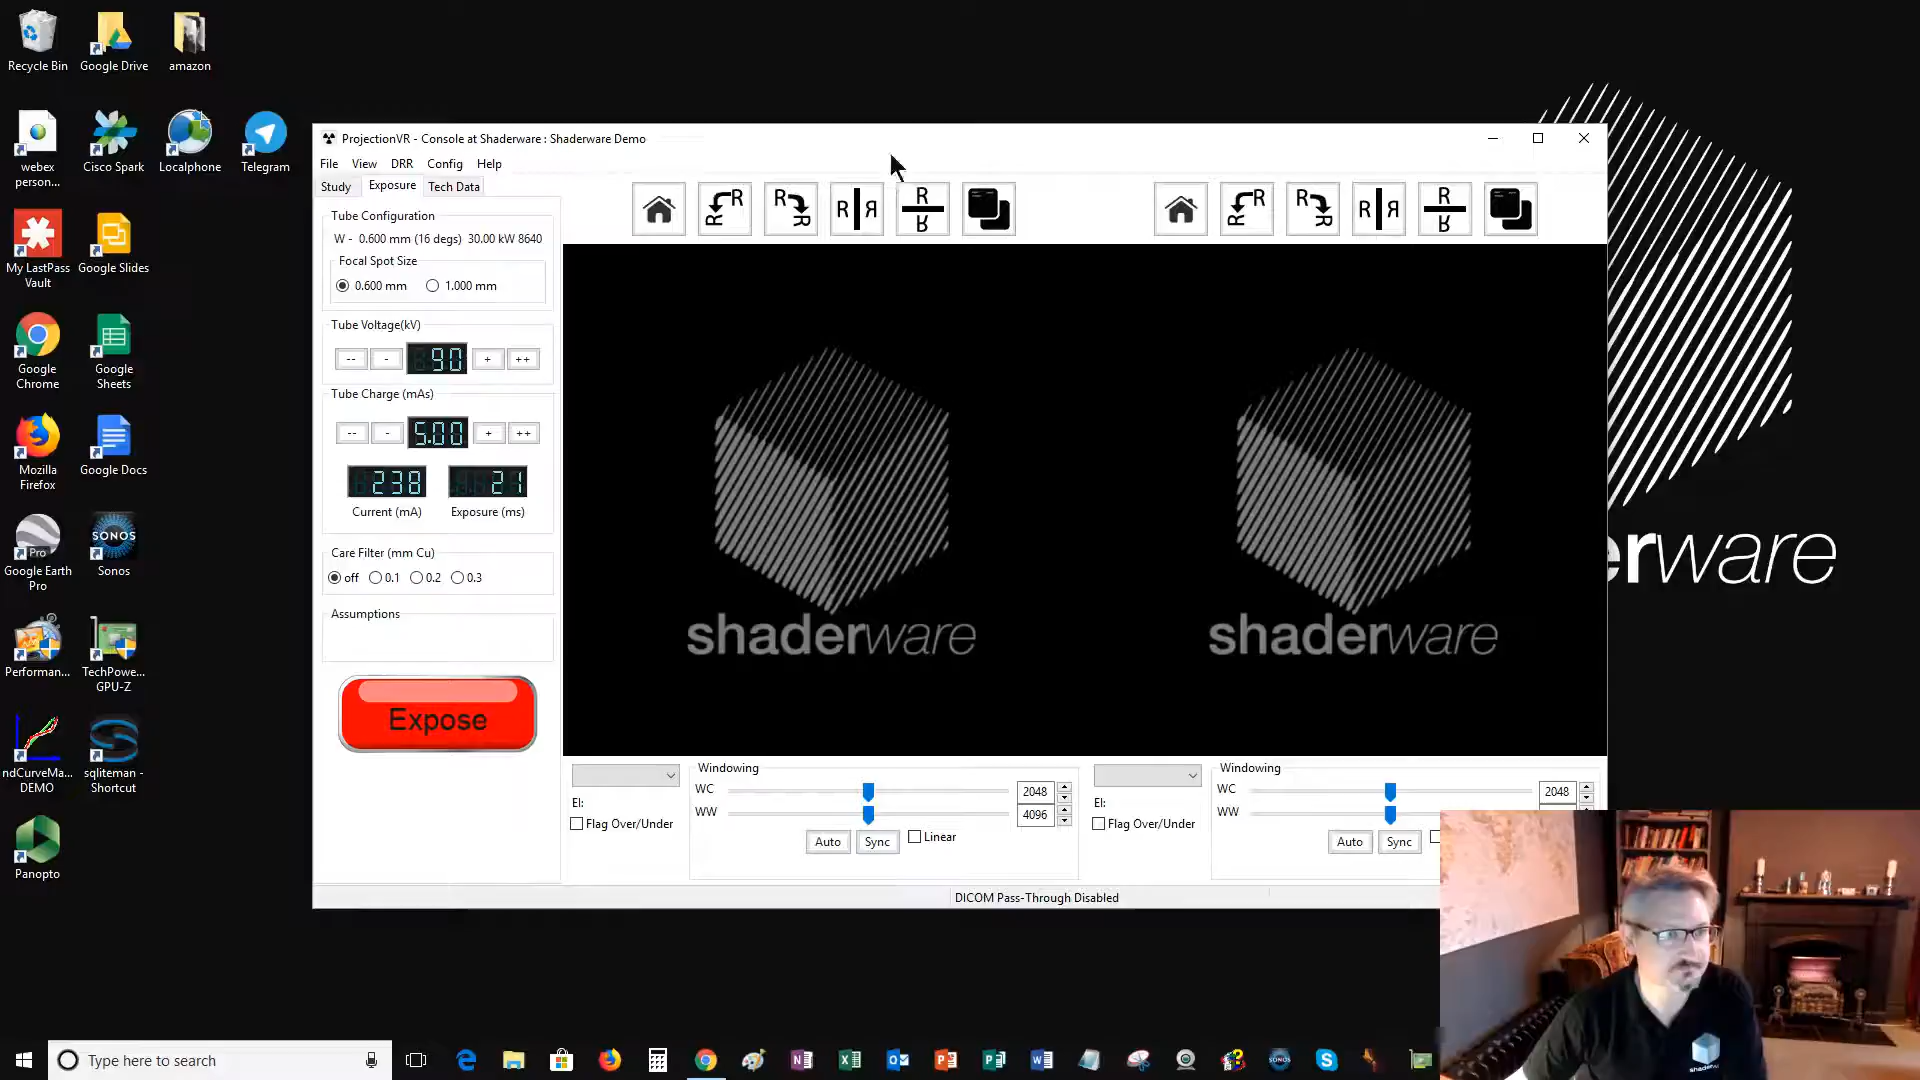 Recycle Bin
Google Drive
amazon
webex person...
Cisco Spark
Localphone
Telegram
My LastPass Vault
Google Slides
Google Chrome
Google Sheets
Mozilla Firefox
Google Docs
Pro
Google Earth Pro
SONOS
Sonos
Performan...
TechPowe... GPU-Z
ndCurveMa... DEMO
sqliteman - Shortcut
Panopto
ProjectionVR - Console at Shaderware : Shaderware Demo
File View DRR Config Help
Study Exposure Tech Data
Tube Configuration
W - 0.600 mm (16 degs) 30.00 kW 8640
Focal Spot Size
0.600 mm 1.000 mm
Tube Voltage(kV)
-- - 90 + ++
Tube Charge (mAs)
-- - 5.00 + ++
238 21
Current (mA) Exposure (ms)
Care Filter (mm Cu)
off 0.1 0.2 0.3
Assumptions
Expose
R R R R R R R R
R R R R R R R R
shaderware
shaderware
erware
Windowing
WC 2048
WW 4096
EI:
Flag Over/Under
Auto Sync Linear
Windowing
WC 2048
WW
EI:
Flag Over/Under
Auto Sync
DICOM Pass-Through Disabled
Type here to search
SONOS